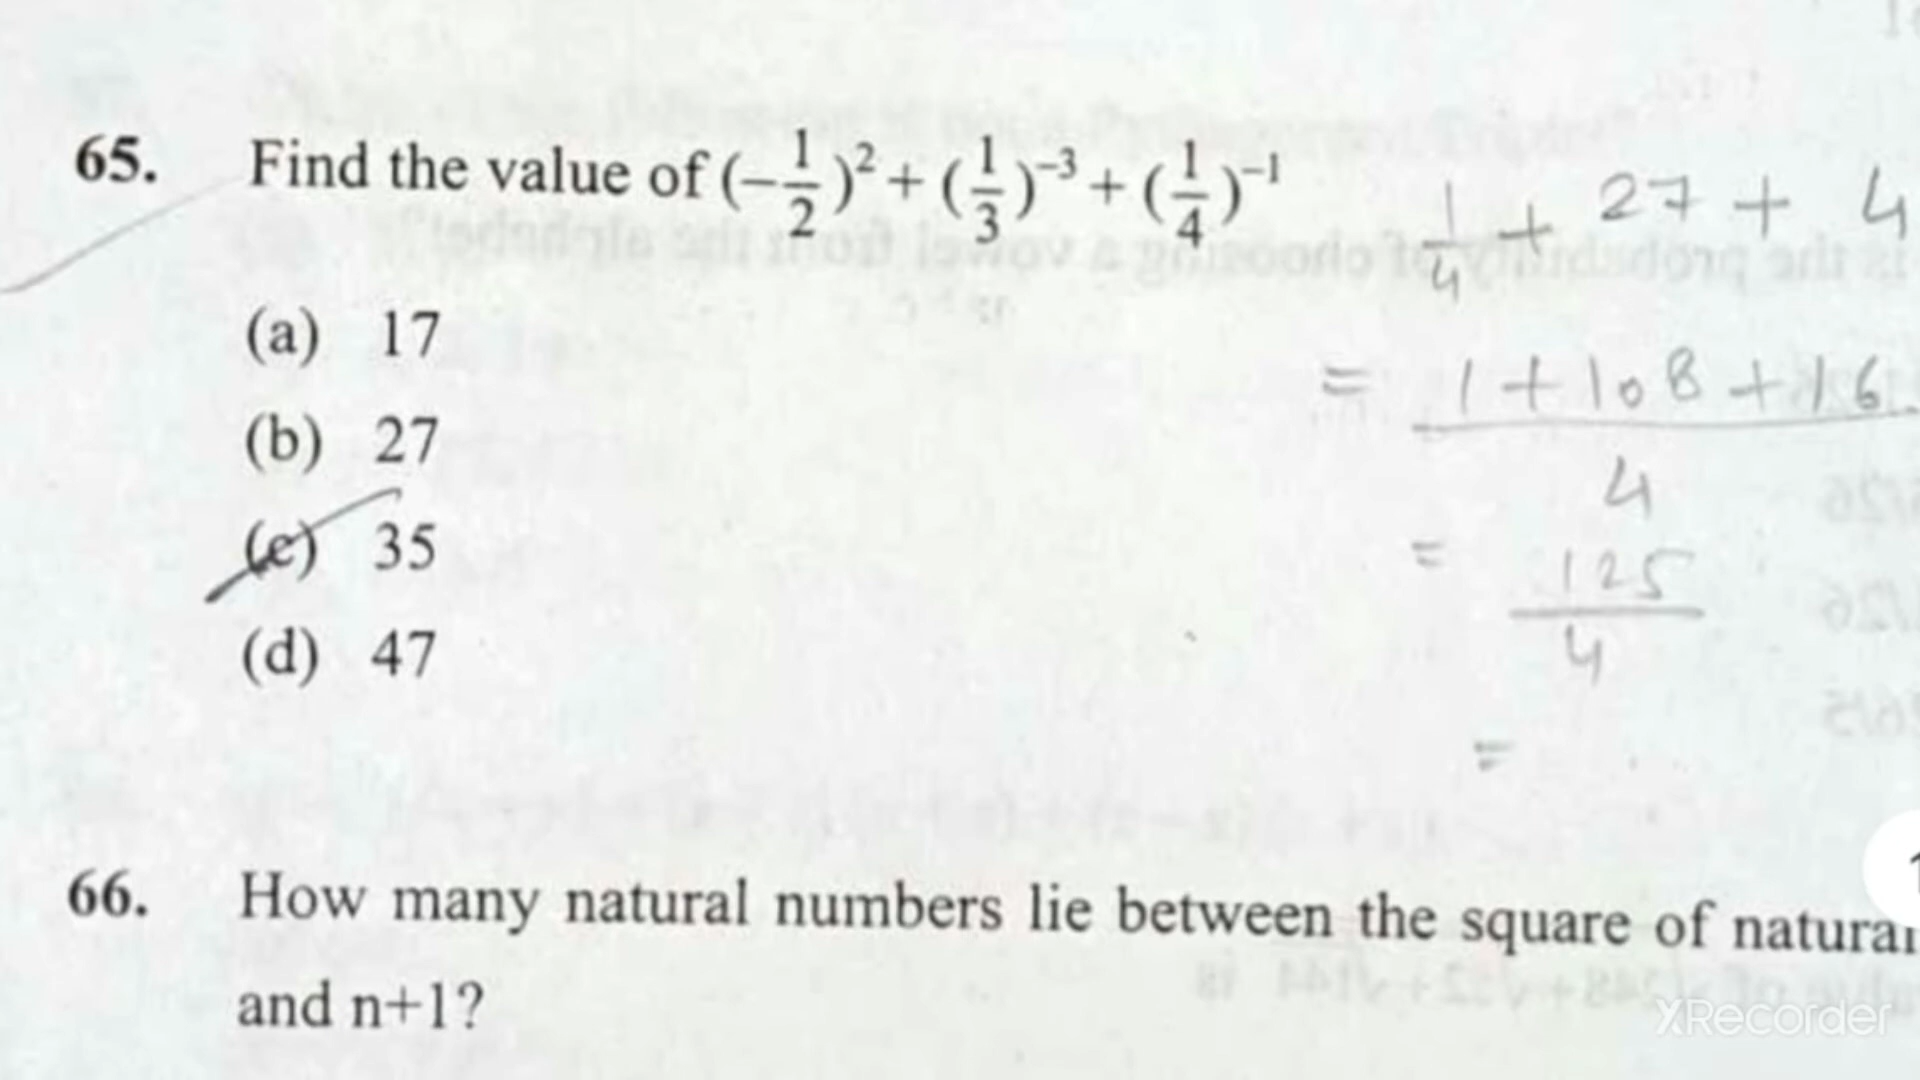 65. Find the value of (-1/2)² + (1/3)⁻³ + (1/4)⁻¹
1/4 + 27 + 4
(a) 17
= 1+108+16 / 4
(b) 27
(c) 35
= 125/4
(d) 47
=
66. How many natural numbers lie between the square of natural
and n+1?
XRecorder